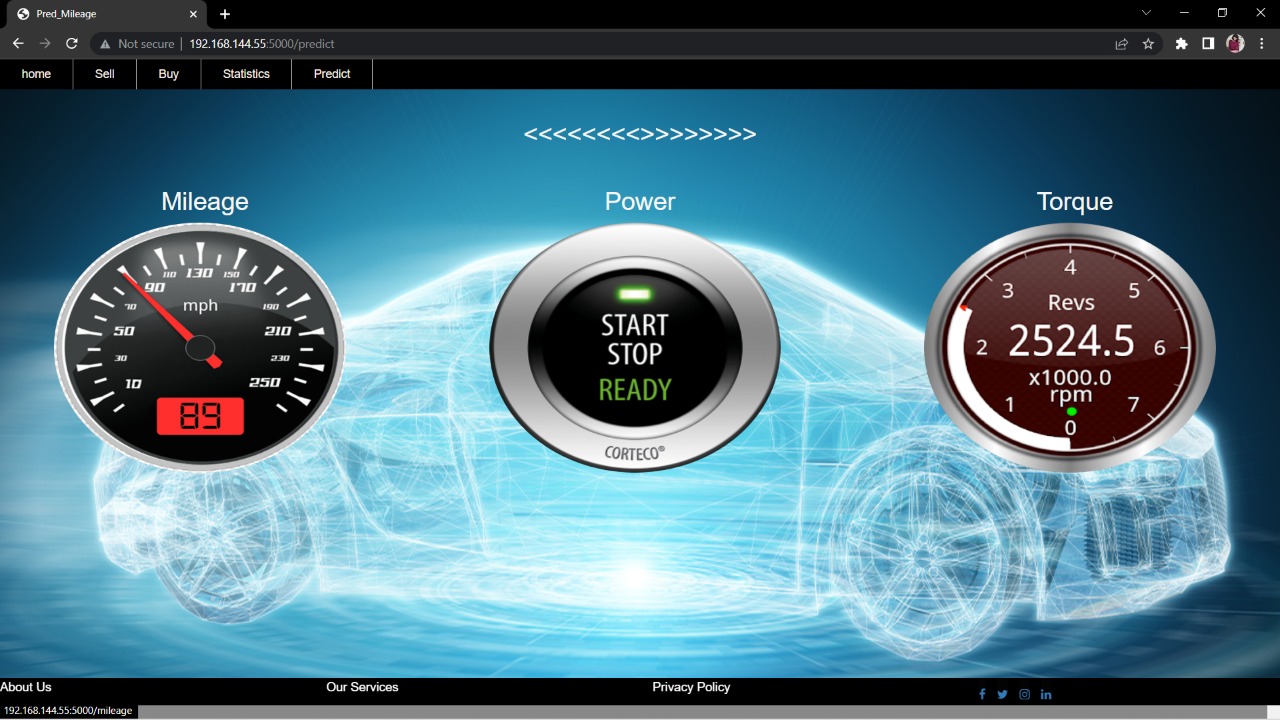 Pred_Mileage
Not secure
192.168.144.55:5000/predict
home
Sell
Buy
Statistics
Predict
<<<<<<<<>>>>>>>>
Mileage
Power
Torque
10
30
50
70
90
110
130
150
170
190
210
230
250
mph
89
START
STOP
READY
CORTECO®
0
1
2
3
4
5
6
7
Revs
2524.5
x1000.0
rpm
About Us
Our Services
Privacy Policy
192.168.144.55:5000/mileage